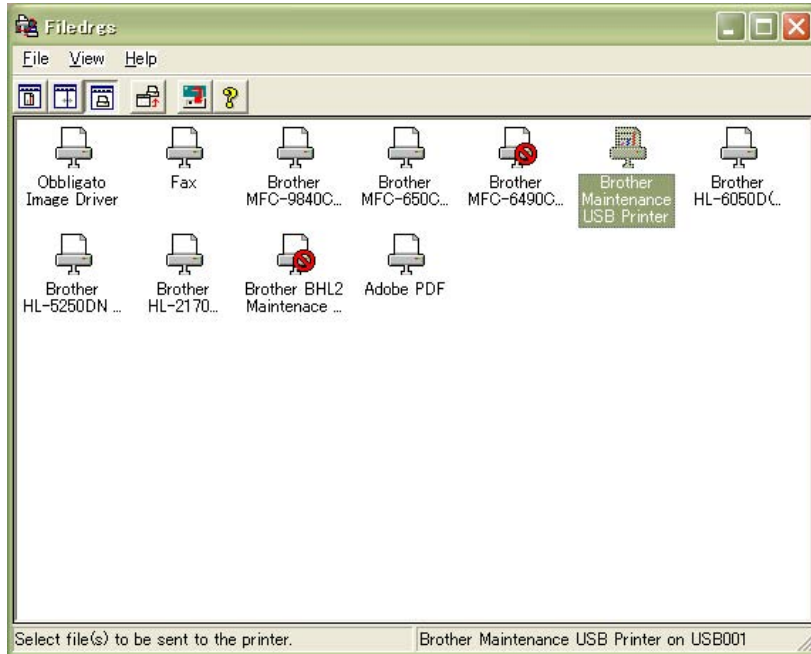 Filedrgs
File View Help
Obbligato
Image Driver
Fax
Brother
MFC-9840C...
Brother
MFC-650C...
Brother
MFC-6490C...
Brother
Maintenance
USB Printer
Brother
HL-6050D(...
Brother
HL-5250DN ...
Brother
HL-2170...
Brother BHL2
Maintenace ...
Adobe PDF
Select file(s) to be sent to the printer.
Brother Maintenance USB Printer on USB001